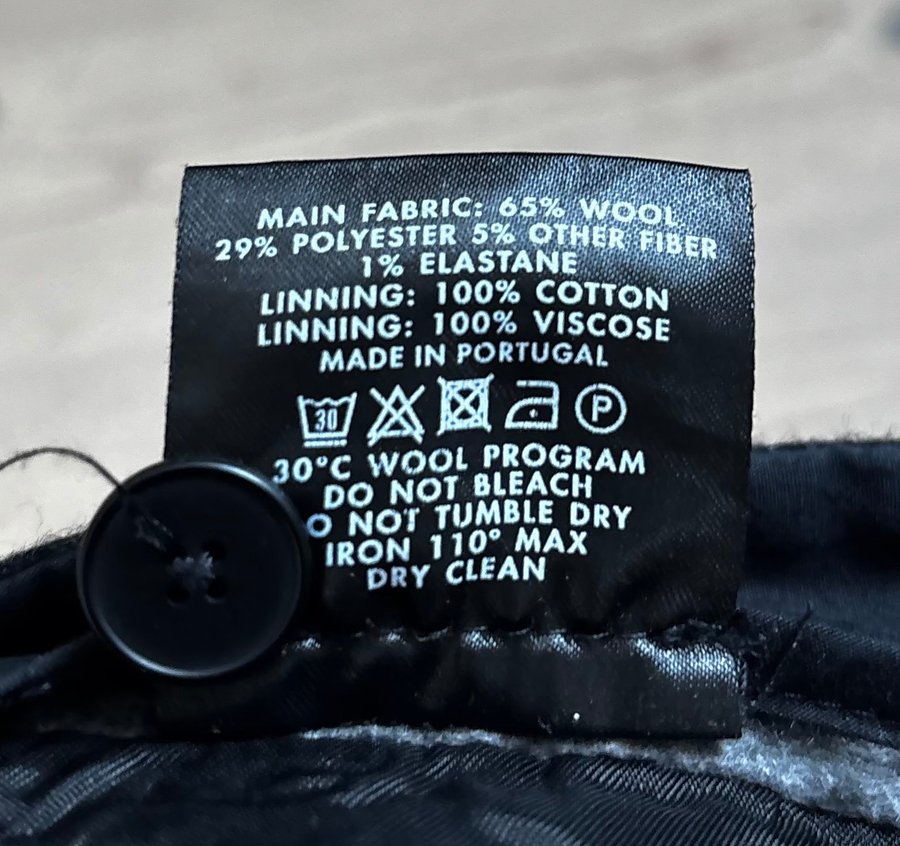 MAIN FABRIC: 65% WOOL
29% POLYESTER 5% OTHER FIBER
1% ELASTANE
LINNING: 100% COTTON
LINNING: 100% VISCOSE
MADE IN PORTUGAL
30 P
30°C WOOL PROGRAM
DO NOT BLEACH
O NOT TUMBLE DRY
IRON 110° MAX
DRY CLEAN